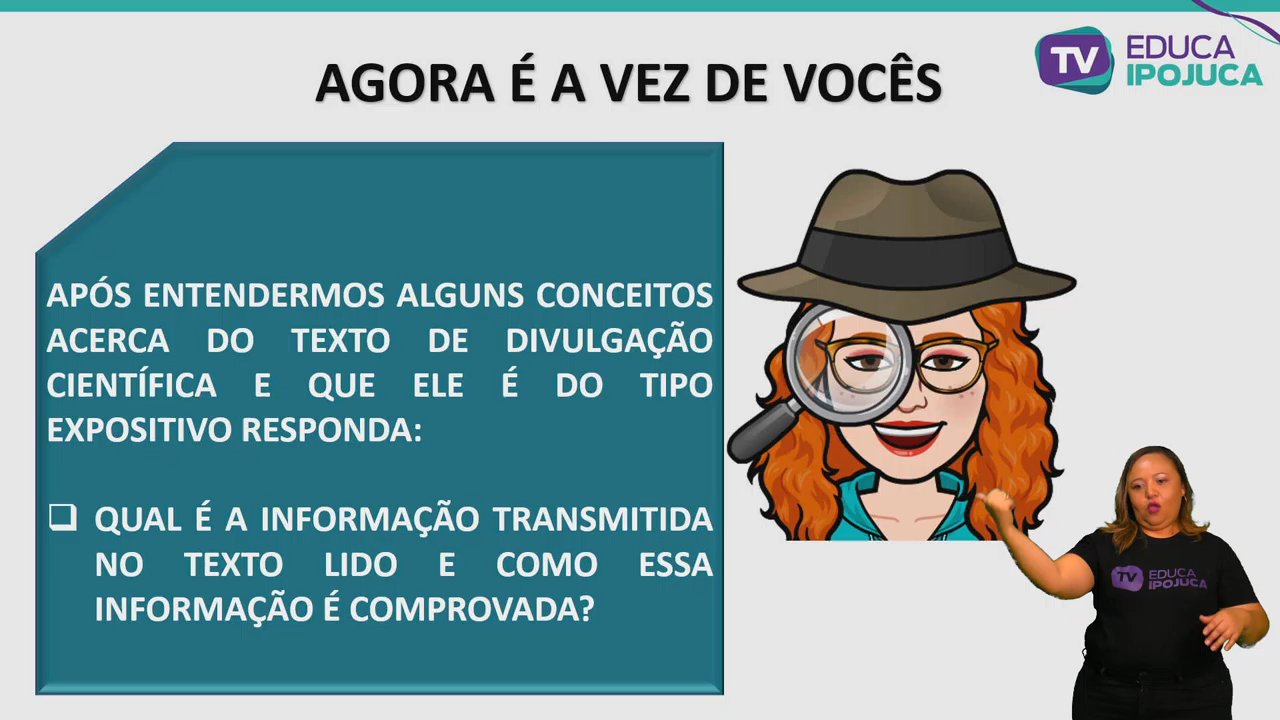 AGORA É A VEZ DE VOCÊS
TV EDUCA
IPOJUCA
APÓS ENTENDERMOS ALGUNS CONCEITOS
ACERCA DO TEXTO DE DIVULGAÇÃO
CIENTÍFICA E QUE ELE É DO TIPO
EXPOSITIVO RESPONDA:
QUAL É A INFORMAÇÃO TRANSMITIDA
NO TEXTO LIDO E COMO ESSA
INFORMAÇÃO É COMPROVADA?
TV EDUCA
IPOJUCA